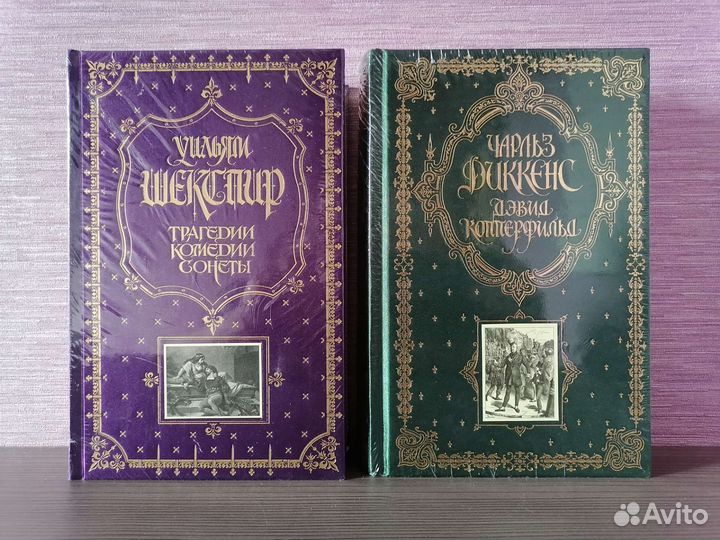 Уильям
ШЕКСПИР
ТРАГЕДИИ
КОМЕДИИ
СОНЕТЫ
ЧАРЛЬЗ
ДИККЕНС
ДЭВИД
КОППЕРФИЛЬД
Avito